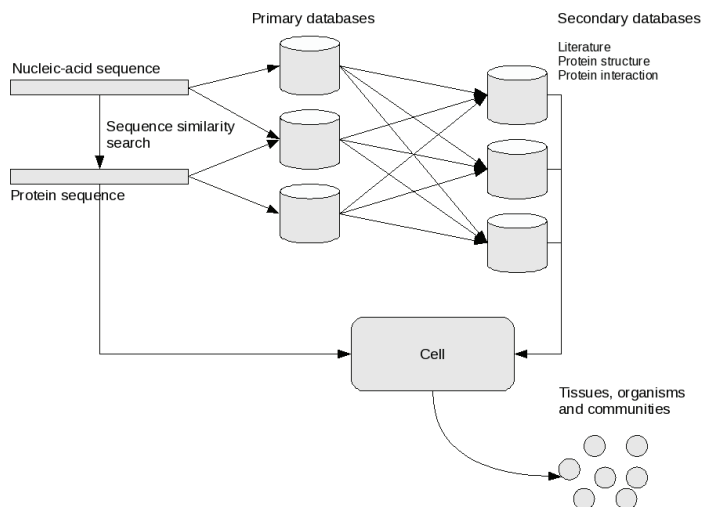 Primary databases
Secondary databases
Literature
Protein structure
Protein interaction
Nucleic-acid sequence
Sequence similarity
search
Protein sequence
Cell
Tissues, organisms
and communities